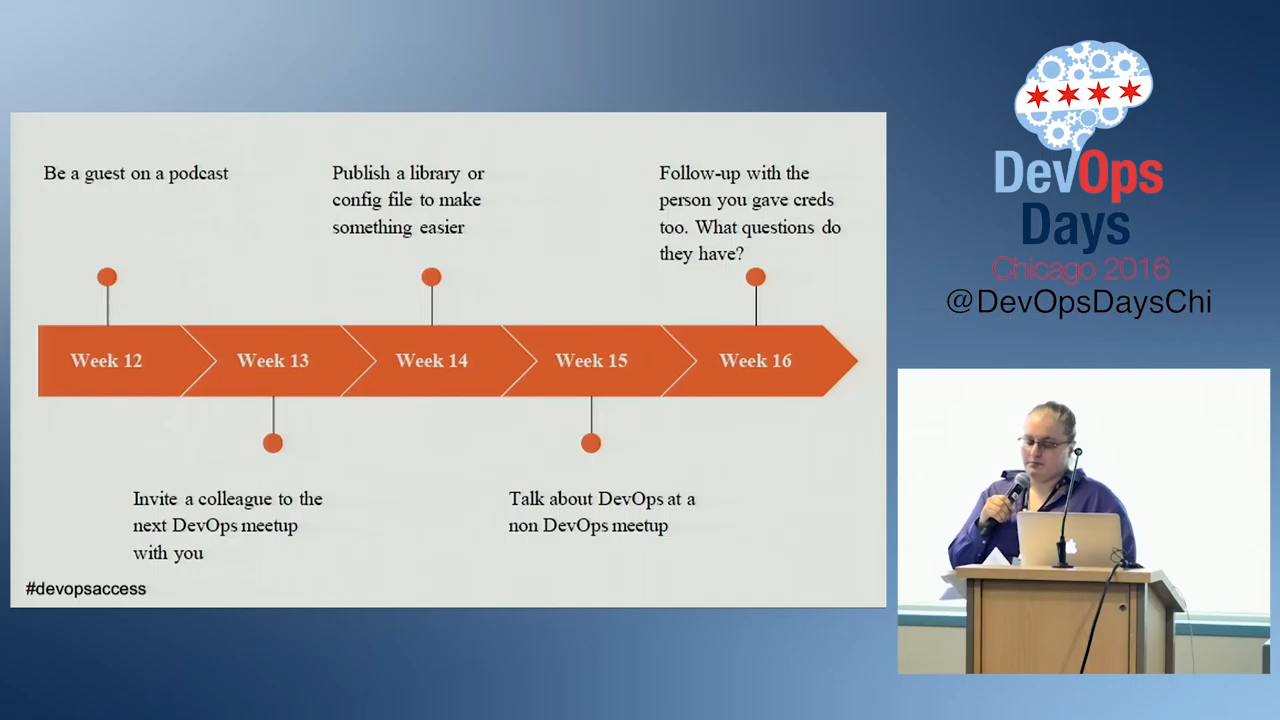 Be a guest on a podcast
Publish a library or
config file to make
something easier
Follow-up with the
person you gave creds
too. What questions do
they have?
Week 12
Week 13
Week 14
Week 15
Week 16
Invite a colleague to the
next DevOps meetup
with you
Talk about DevOps at a
non DevOps meetup
#devopsaccess
DevOps
Days
Chicago 2016
@DevOpsDaysChi